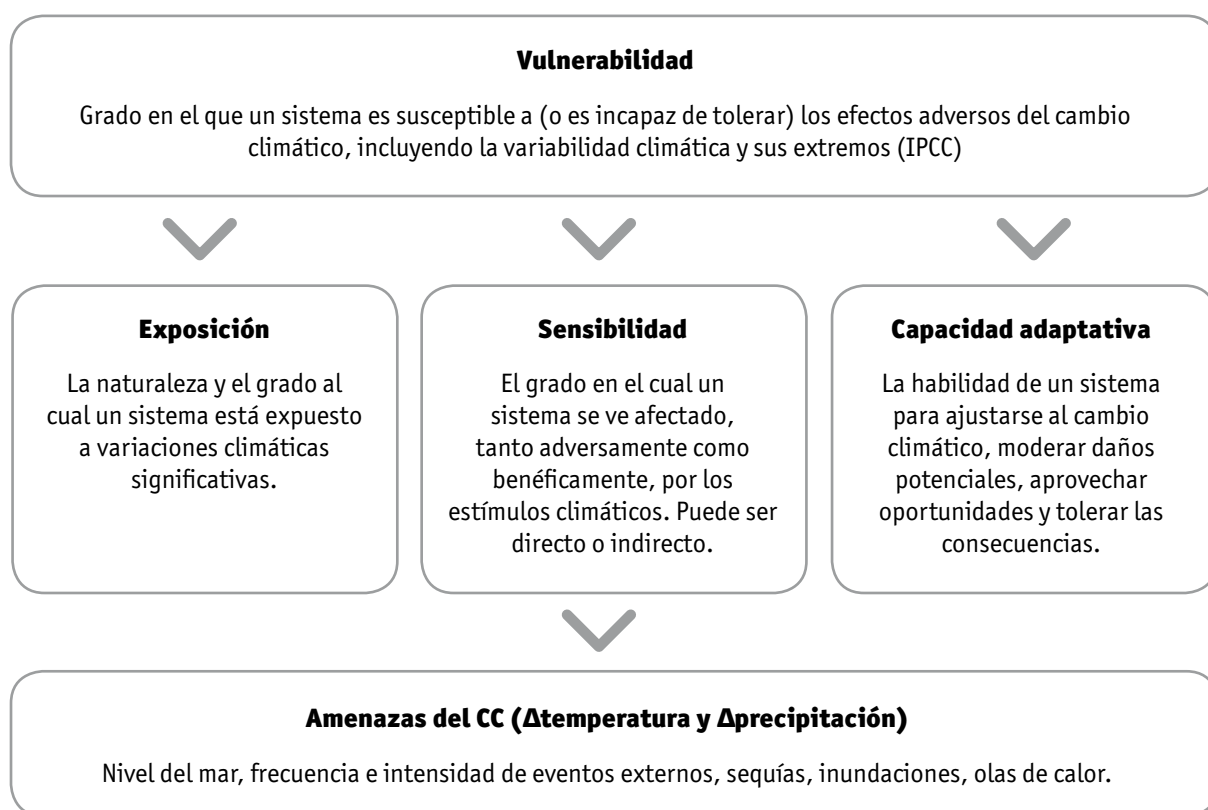 Vulnerabilidad
Grado en el que un sistema es susceptible a (o es incapaz de tolerar) los efectos adversos del cambio
climático, incluyendo la variabilidad climática y sus extremos (IPCC)
Exposición
La naturaleza y el grado al
cual un sistema está expuesto
a variaciones climáticas
significativas.
Sensibilidad
El grado en el cual un
sistema se ve afectado,
tanto adversamente como
benéficamente, por los
estímulos climáticos. Puede ser
directo o indirecto.
Capacidad adaptativa
La habilidad de un sistema
para ajustarse al cambio
climático, moderar daños
potenciales, aprovechar
oportunidades y tolerar las
consecuencias.
Amenazas del CC (Δtemperatura y Δprecipitación)
Nivel del mar, frecuencia e intensidad de eventos externos, sequías, inundaciones, olas de calor.